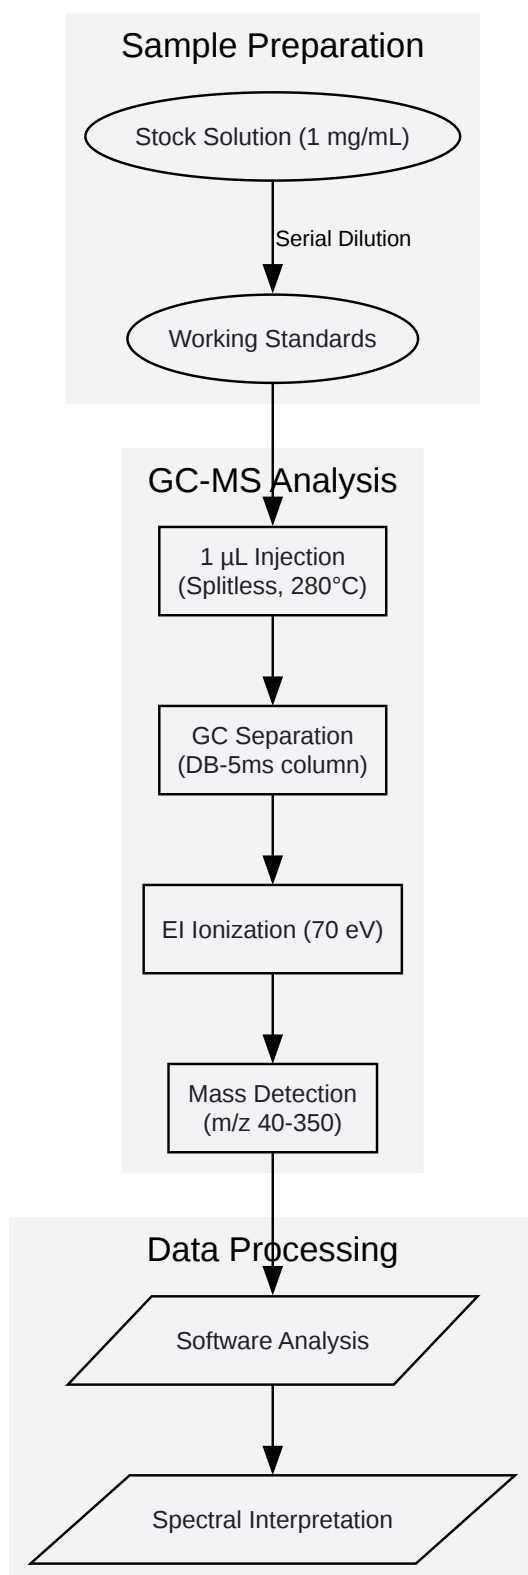 Sample Preparation
Stock Solution (1 mg/mL)
Serial Dilution
Working Standards
GC-MS Analysis
1 µL Injection
(Splitless, 280°C)
GC Separation
(DB-5ms column)
EI Ionization (70 eV)
Mass Detection
(m/z 40-350)
Data Processing
Software Analysis
Spectral Interpretation